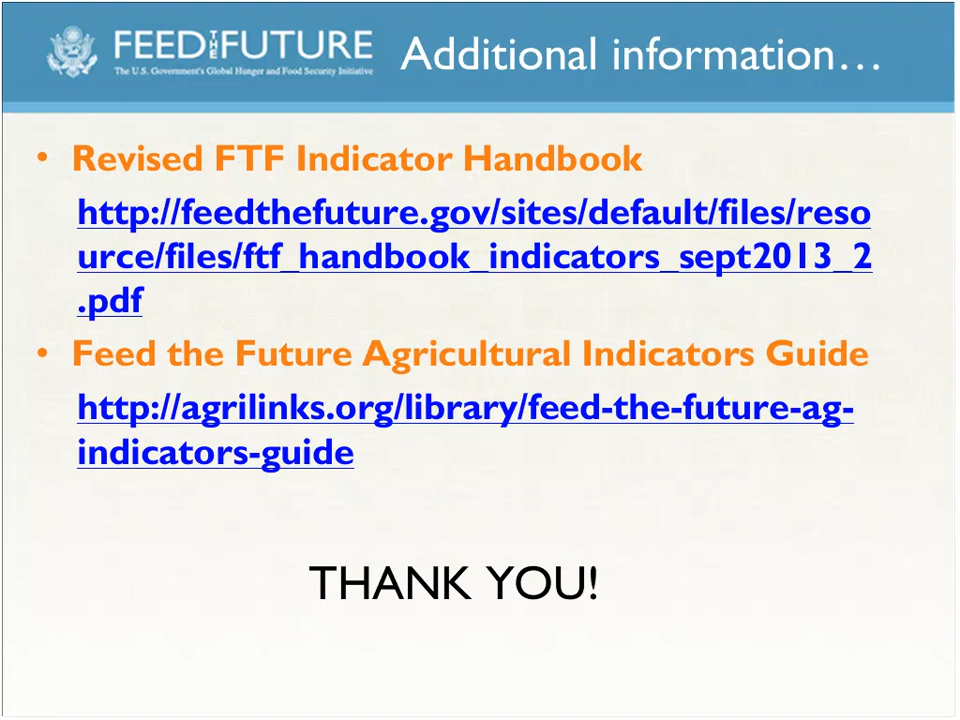 FEED THE FUTURE
The U.S. Government's Global Hunger and Food Security Initiative
Additional information…
• Revised FTF Indicator Handbook
http://feedthefuture.gov/sites/default/files/reso
urce/files/ftf_handbook_indicators_sept2013_2
.pdf
• Feed the Future Agricultural Indicators Guide
http://agrilinks.org/library/feed-the-future-ag-
indicators-guide
THANK YOU!